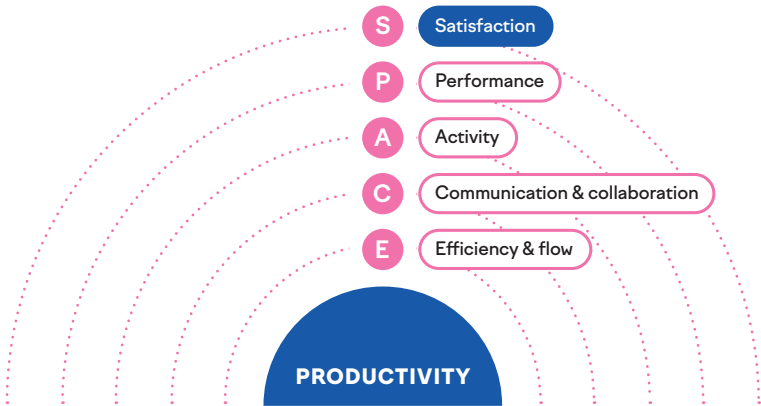 S Satisfaction
P Performance
A Activity
C Communication & collaboration
E Efficiency & flow
PRODUCTIVITY